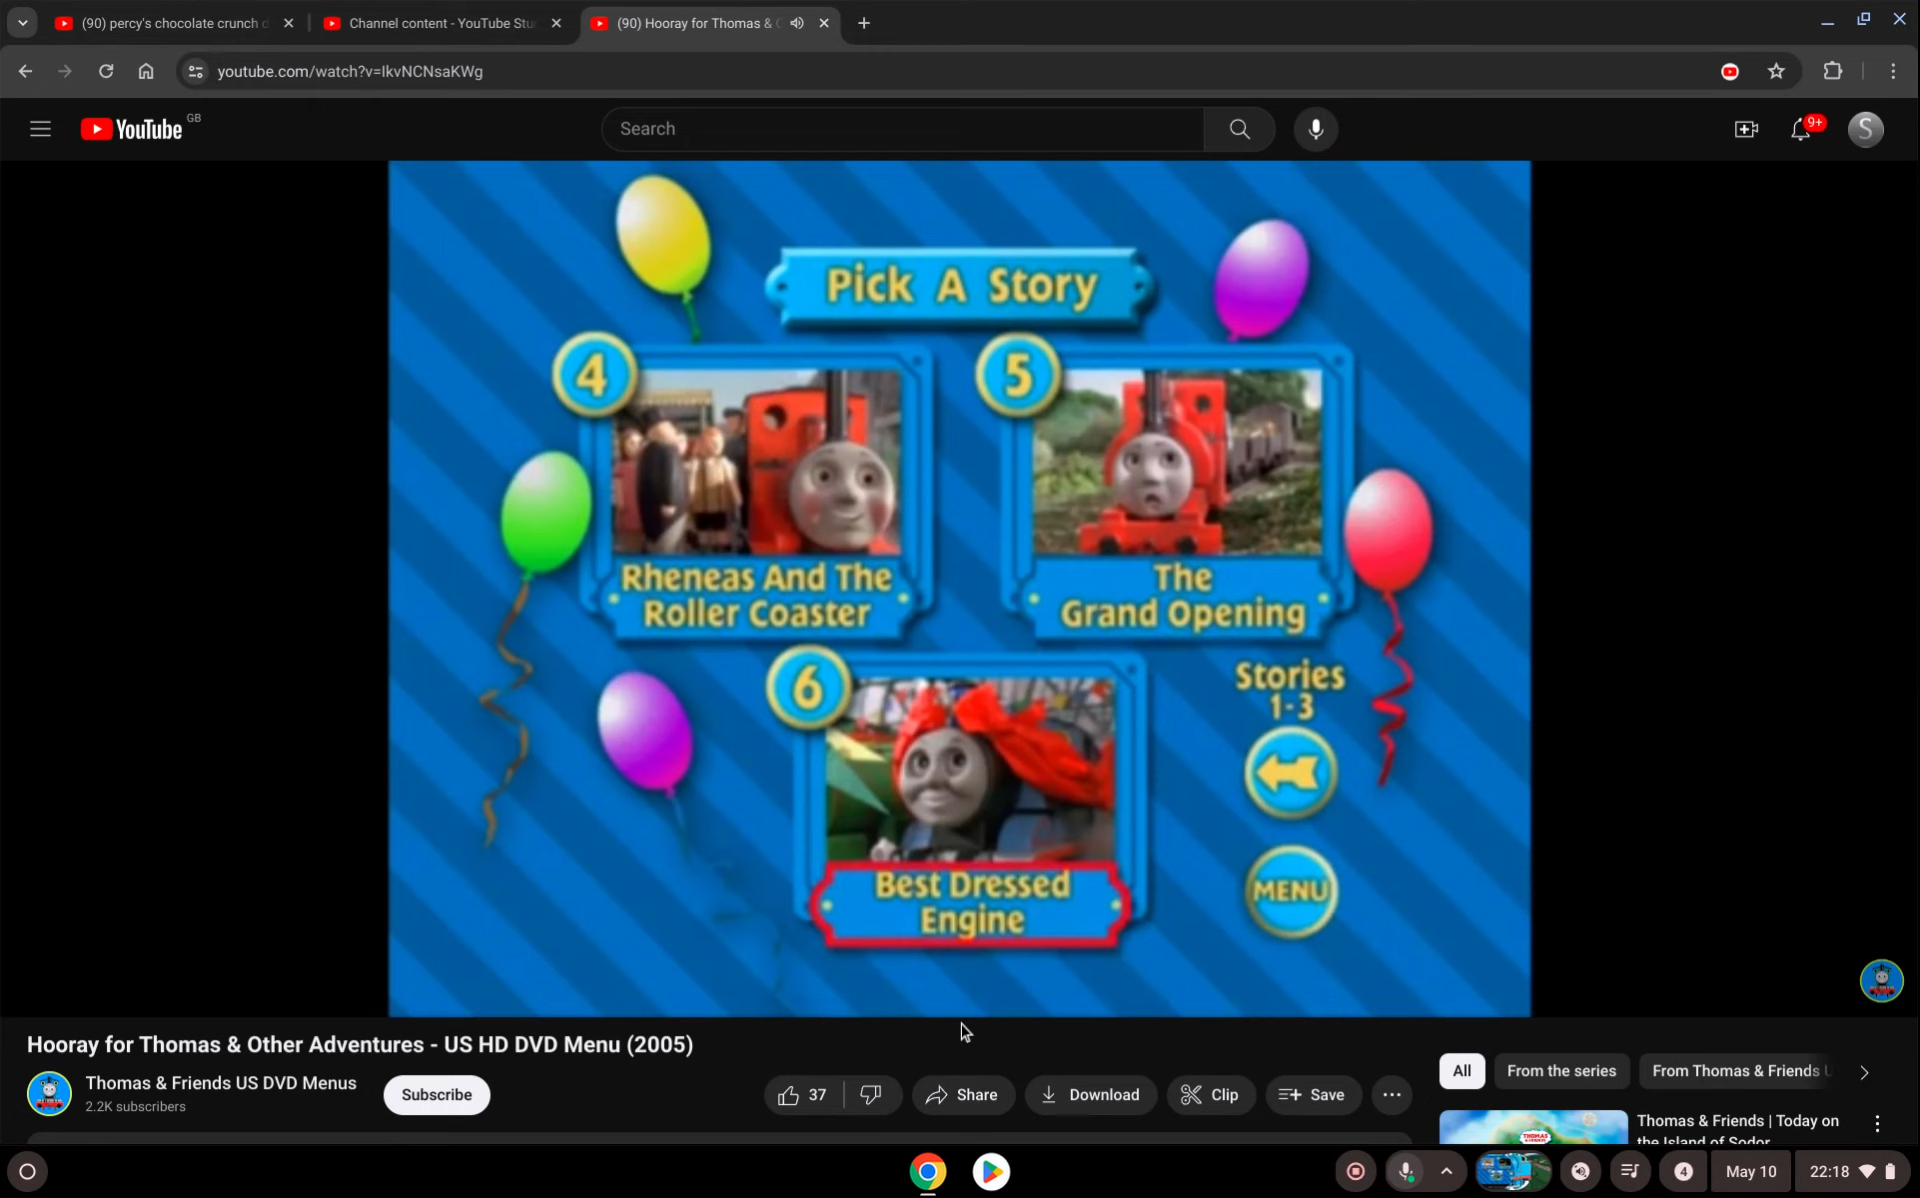 (90) percy's chocolate crunch d
Channel content - YouTube Stu
(90) Hooray for Thomas & O
youtube.com/watch?v=IkvNCNsaKWg
YouTube GB
Search
9+
S
Pick A Story
4
5
Rheneas And The
Roller Coaster
The
Grand Opening
6
Stories
1-3
Best Dressed
Engine
MENU
Hooray for Thomas & Other Adventures - US HD DVD Menu (2005)
Thomas & Friends US DVD Menus
2.2K subscribers
Subscribe
37
Share
Download
Clip
Save
All
From the series
From Thomas & Friends U
Thomas & Friends | Today on
the Island of Sodor
4
May 10
22:18